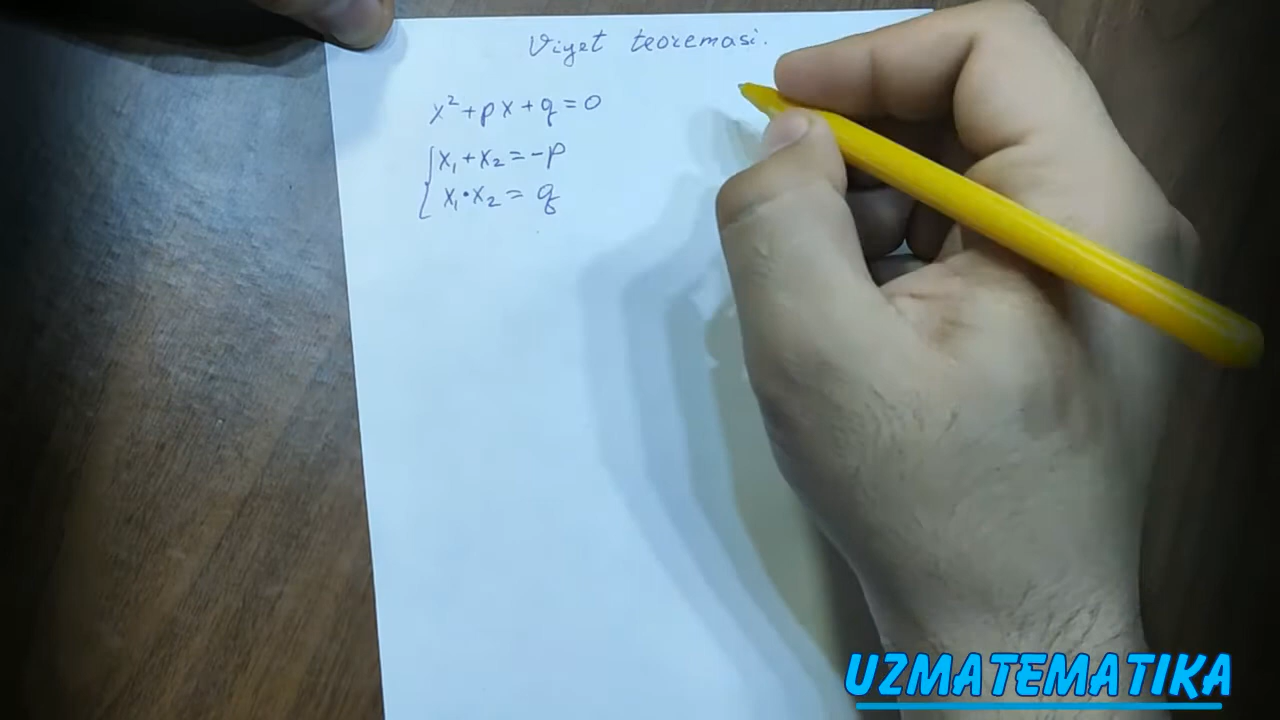 Viyet teoremasi.
x² + px + q = 0
x₁ + x₂ = -p
x₁ • x₂ = q
UZMATEMATIKA